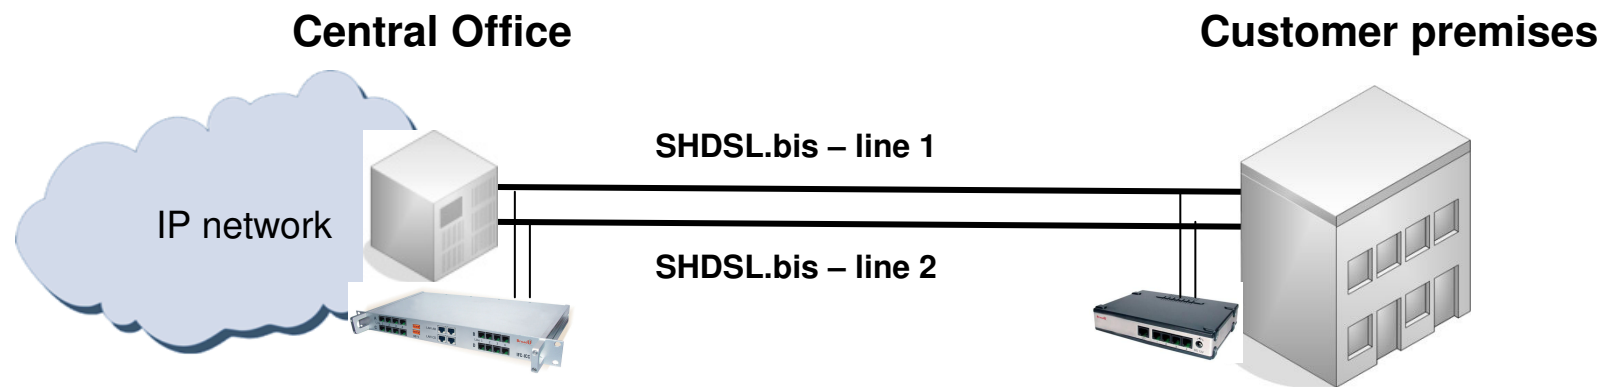 Central Office
Customer premises
SHDSL.bis – line 1
IP network
SHDSL.bis – line 2